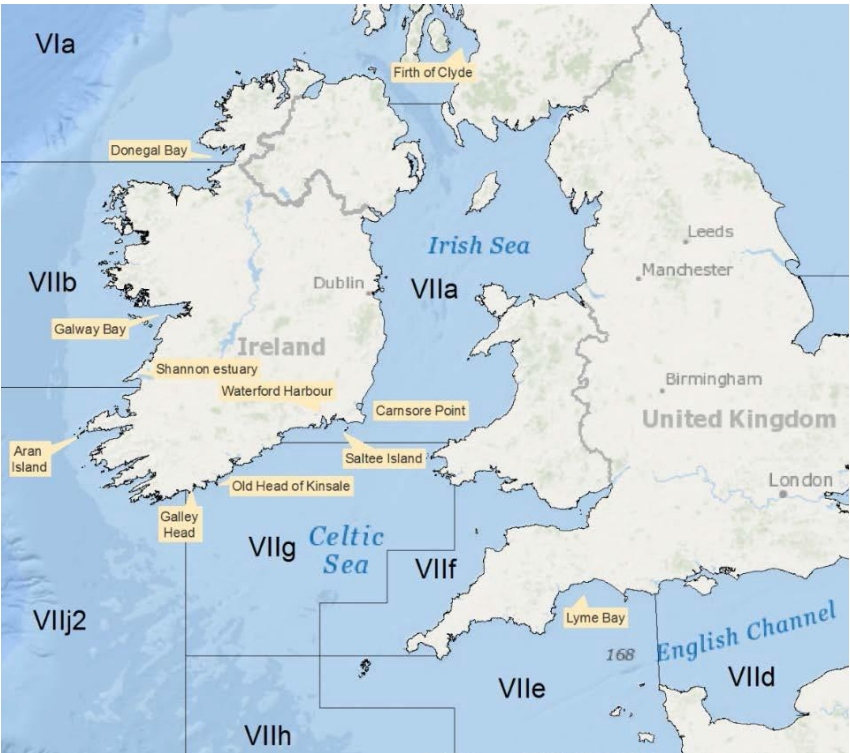 VIa
Firth of Clyde
Donegal Bay
Leeds
Irish Sea
Manchester
VIIb
Dublin
VIIa
Galway Bay
Ireland
Shannon estuary
Birmingham
Waterford Harbour
Carnsore Point
United Kingdom
Aran
Island
Saltee Island
London
Old Head of Kinsale
Galley
Head
VIIg
Celtic
Sea
VIIf
VIIj2
Lyme Bay
English Channel
168
VIIe
VIId
VIIh